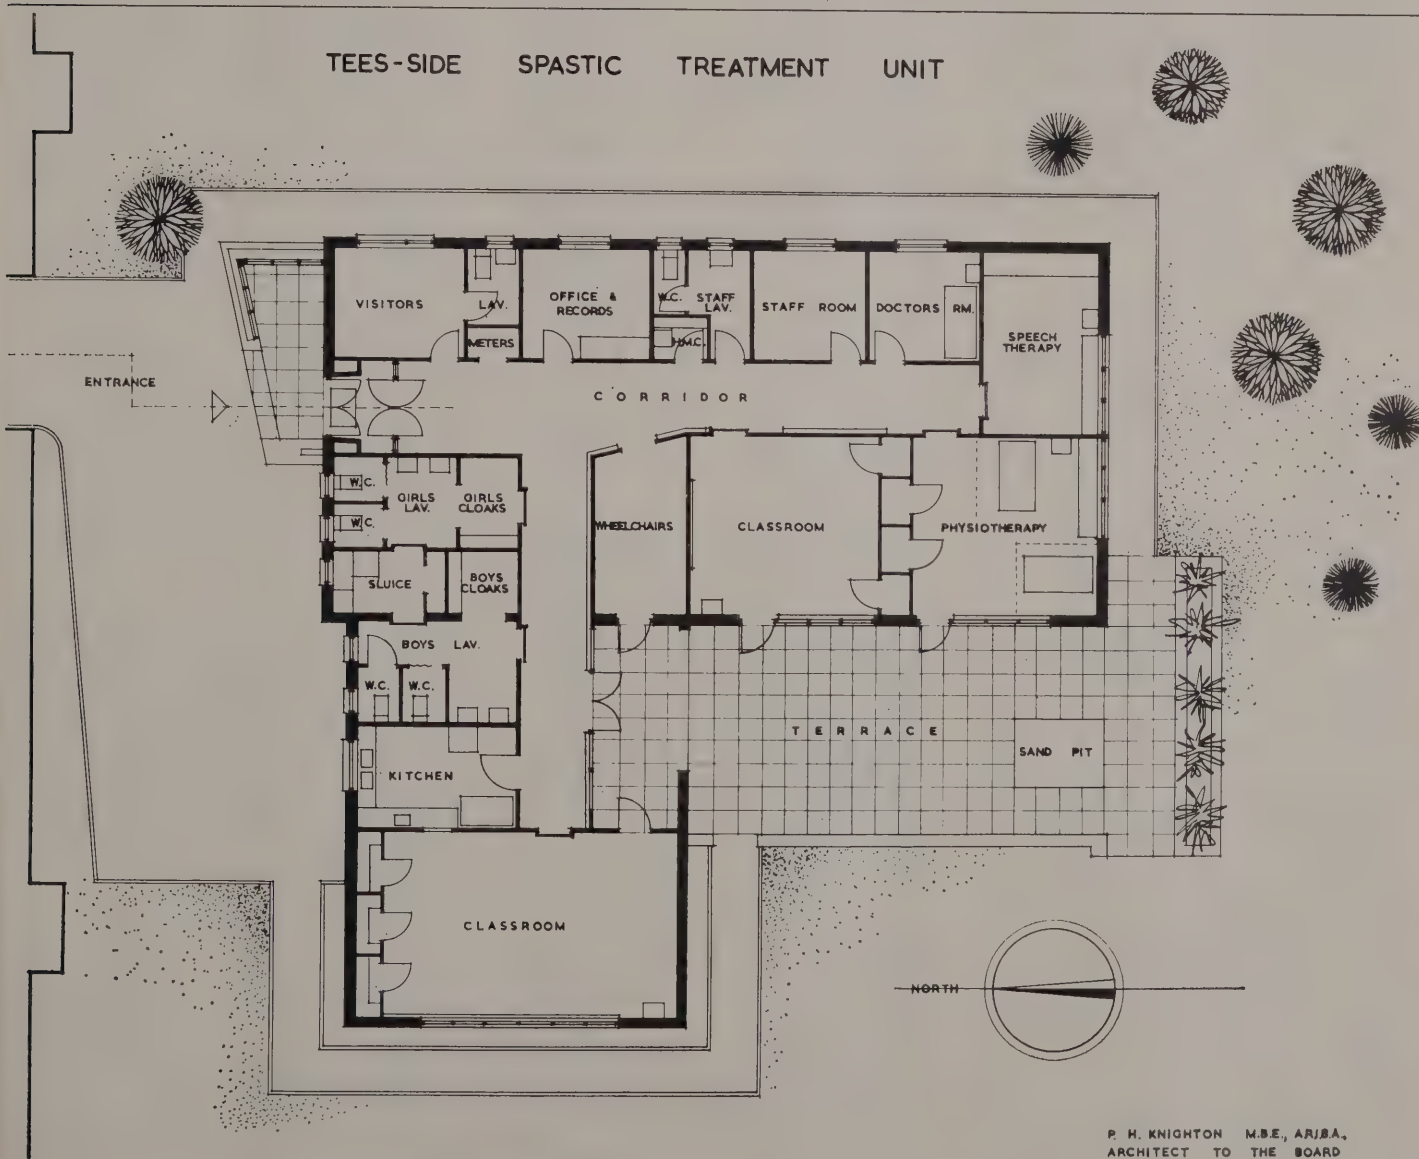 TEES-SIDE SPASTIC TREATMENT UNIT
VISITORS
LAV.
METERS
OFFICE &
RECORDS
W.C.
STAFF
LAV.
H.M.C.
STAFF ROOM
DOCTORS RM.
SPEECH
THERAPY
ENTRANCE
CORRIDOR
W.C.
W.C.
GIRLS
LAV.
GIRLS
CLOAKS
SLUICE
BOYS
CLOAKS
BOYS LAV.
W.C.
W.C.
WHEELCHAIRS
CLASSROOM
PHYSIOTHERAPY
TERRACE
SAND PIT
KITCHEN
CLASSROOM
NORTH
P. H. KNIGHTON M.B.E., A.R.I.B.A.,
ARCHITECT TO THE BOARD